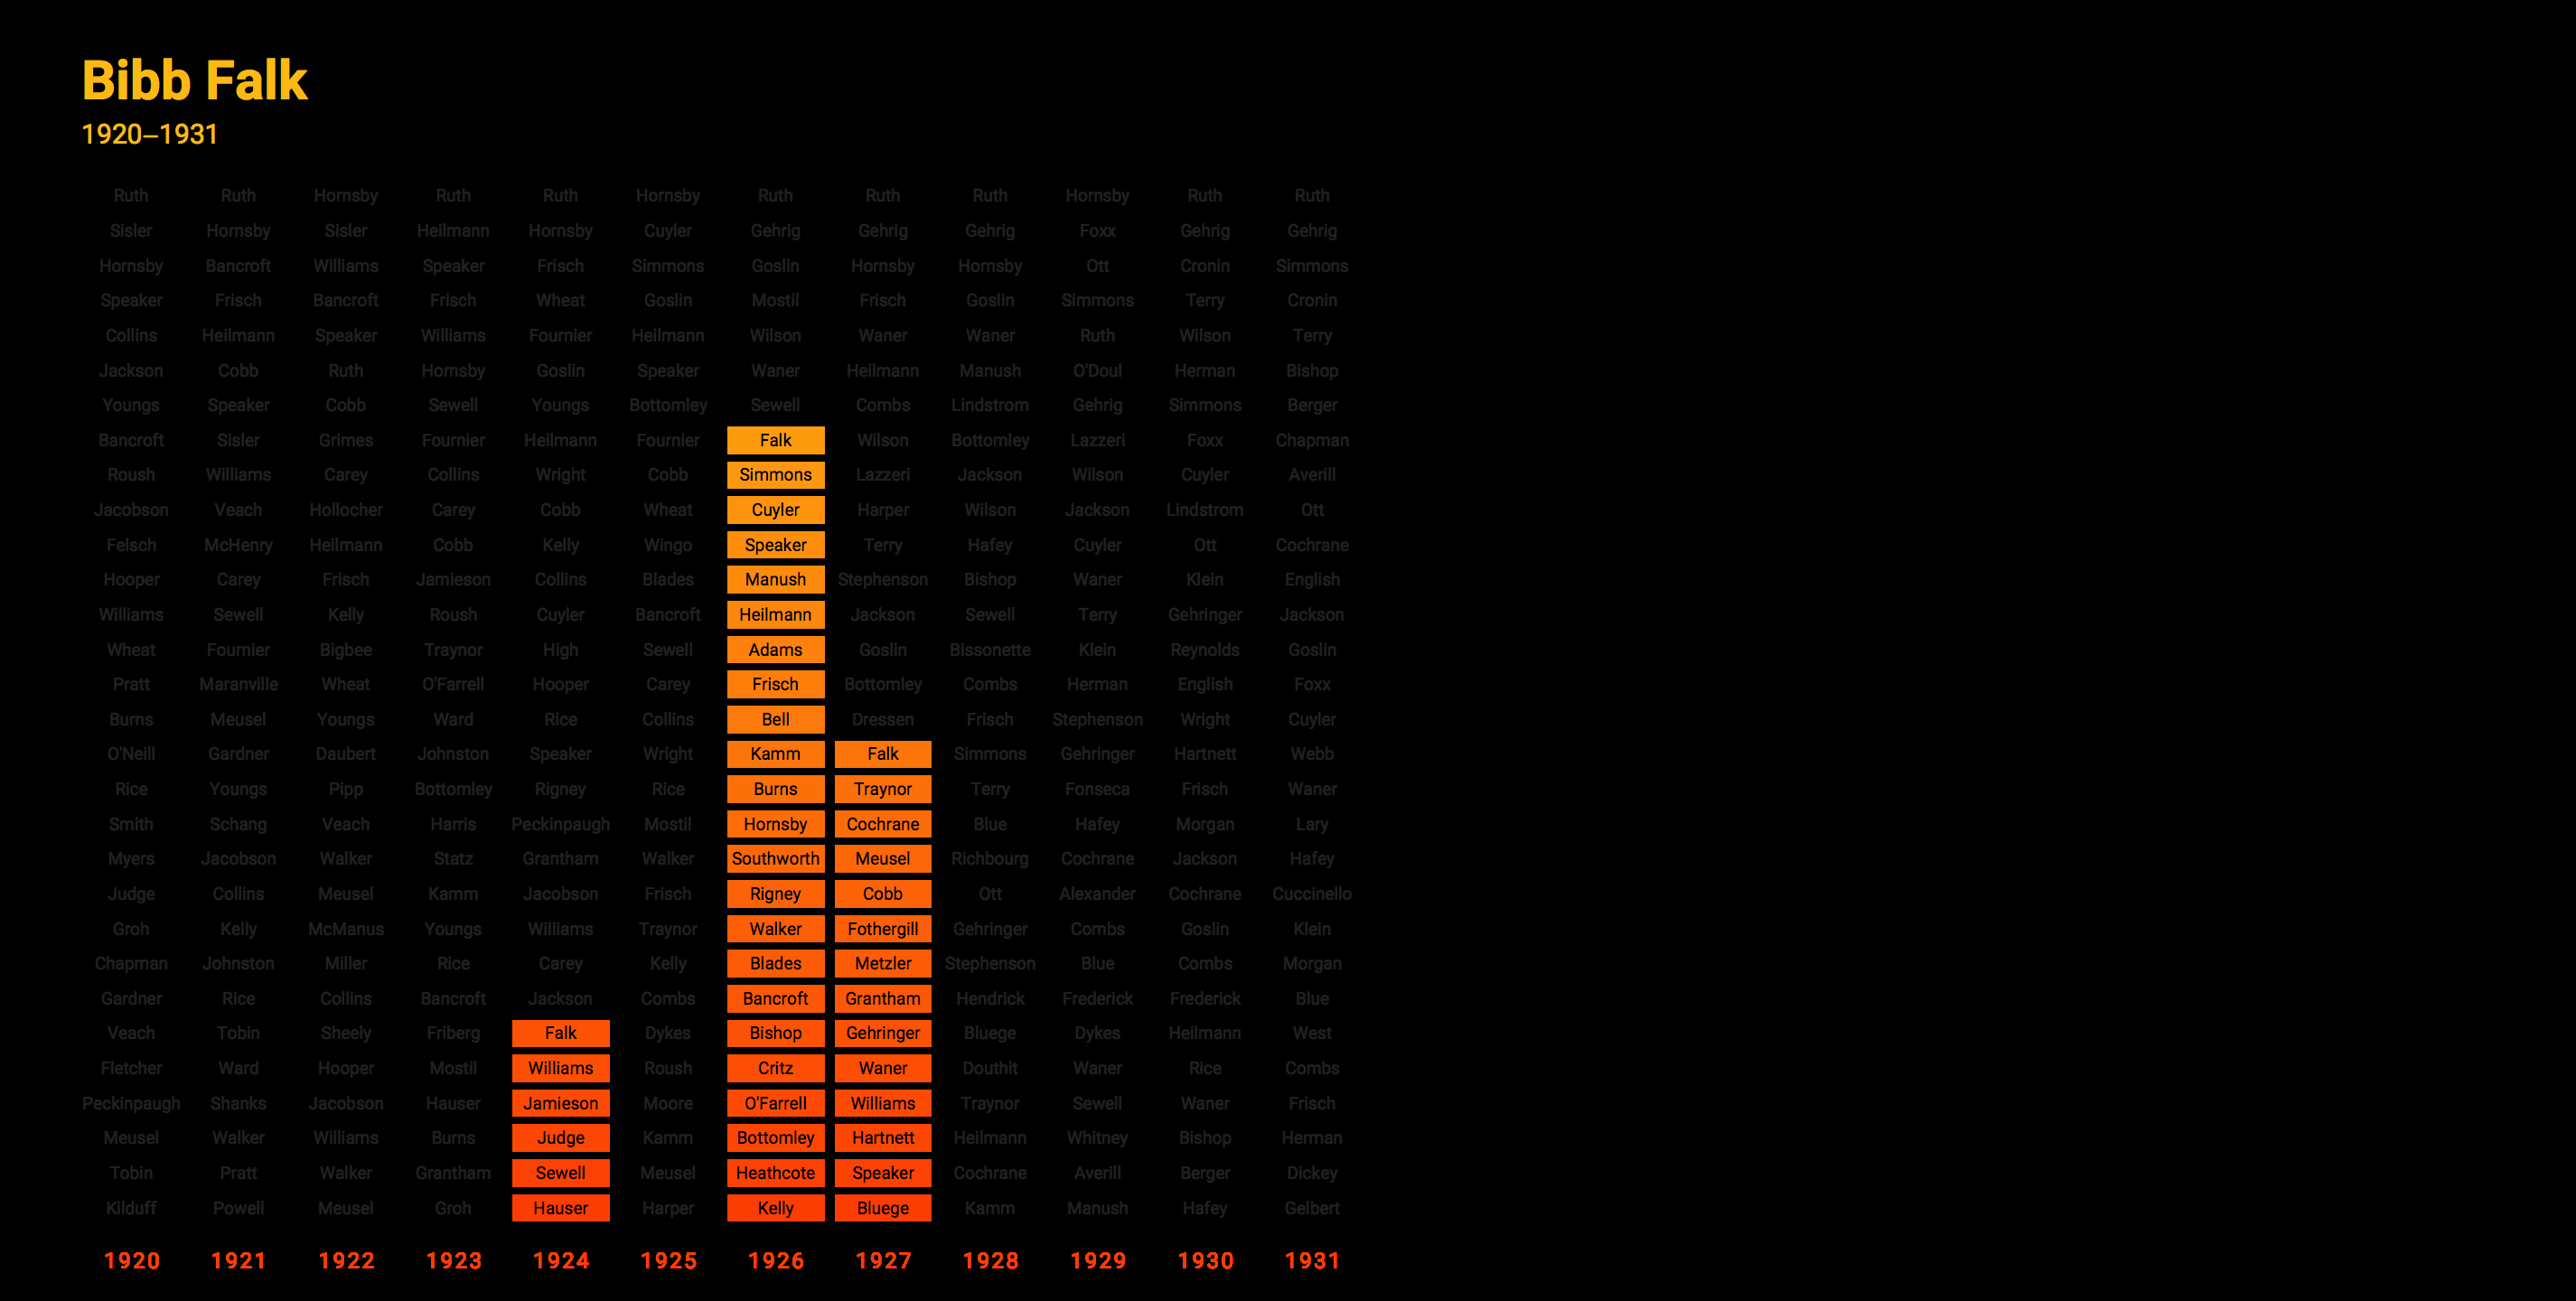 Bibb Falk
1920–1931
Ruth Ruth Hornsby Ruth Ruth Hornsby Ruth Ruth Ruth Hornsby Ruth Ruth
Sisler Hornsby Sisler Heilmann Hornsby Cuyler Gehrig Gehrig Gehrig Foxx Gehrig Gehrig
Hornsby Bancroft Williams Speaker Frisch Simmons Goslin Hornsby Hornsby Ott Cronin Simmons
Speaker Frisch Bancroft Frisch Wheat Goslin Mostil Frisch Goslin Simmons Terry Cronin
Collins Heilmann Speaker Williams Fournier Heilmann Wilson Waner Waner Ruth Wilson Terry
Jackson Cobb Ruth Hornsby Goslin Speaker Waner Heilmann Manush O'Doul Herman Bishop
Youngs Speaker Cobb Sewell Youngs Bottomley Sewell Combs Lindstrom Gehrig Simmons Berger
Bancroft Sisler Grimes Fournier Heilmann Fournier Falk Wilson Bottomley Lazzeri Foxx Chapman
Roush Williams Carey Collins Wright Cobb Simmons Lazzeri Jackson Wilson Cuyler Averill
Jacobson Veach Hollocher Carey Cobb Wheat Cuyler Harper Wilson Jackson Lindstrom Ott
Felsch McHenry Heilmann Cobb Kelly Wingo Speaker Terry Hafey Cuyler Ott Cochrane
Hooper Carey Frisch Jamieson Collins Blades Manush Stephenson Bishop Waner Klein English
Williams Sewell Kelly Roush Cuyler Bancroft Heilmann Jackson Sewell Terry Gehringer Jackson
Wheat Fournier Bigbee Traynor High Sewell Adams Goslin Bissonette Klein Reynolds Goslin
Pratt Maranville Wheat O'Farrell Hooper Carey Frisch Bottomley Combs Herman English Foxx
Burns Meusel Youngs Ward Rice Collins Bell Dressen Frisch Stephenson Wright Cuyler
O'Neill Gardner Daubert Johnston Speaker Wright Kamm Falk Simmons Gehringer Hartnett Webb
Rice Youngs Pipp Bottomley Rigney Rice Burns Traynor Terry Fonseca Frisch Waner
Smith Schang Veach Harris Peckinpaugh Mostil Hornsby Cochrane Blue Hafey Morgan Lary
Myers Jacobson Walker Statz Grantham Walker Southworth Meusel Richbourg Cochrane Jackson Hafey
Judge Collins Meusel Kamm Jacobson Frisch Rigney Cobb Ott Alexander Cochrane Cuccinello
Groh Kelly McManus Youngs Williams Traynor Walker Fothergill Gehringer Combs Goslin Klein
Chapman Johnston Miller Rice Carey Kelly Blades Metzler Stephenson Blue Combs Morgan
Gardner Rice Collins Bancroft Jackson Combs Bancroft Grantham Hendrick Frederick Frederick Blue
Veach Tobin Sheely Friberg Falk Dykes Bishop Gehringer Bluege Dykes Heilmann West
Fletcher Ward Hooper Mostil Williams Roush Critz Waner Douthit Waner Rice Combs
Peckinpaugh Shanks Jacobson Hauser Jamieson Moore O'Farrell Williams Traynor Sewell Waner Frisch
Meusel Walker Williams Burns Judge Kamm Bottomley Hartnett Heilmann Whitney Bishop Herman
Tobin Pratt Walker Grantham Sewell Meusel Heathcote Speaker Cochrane Averill Berger Dickey
Kilduff Powell Meusel Groh Hauser Harper Kelly Bluege Kamm Manush Hafey Gelbert
1920 1921 1922 1923 1924 1925 1926 1927 1928 1929 1930 1931